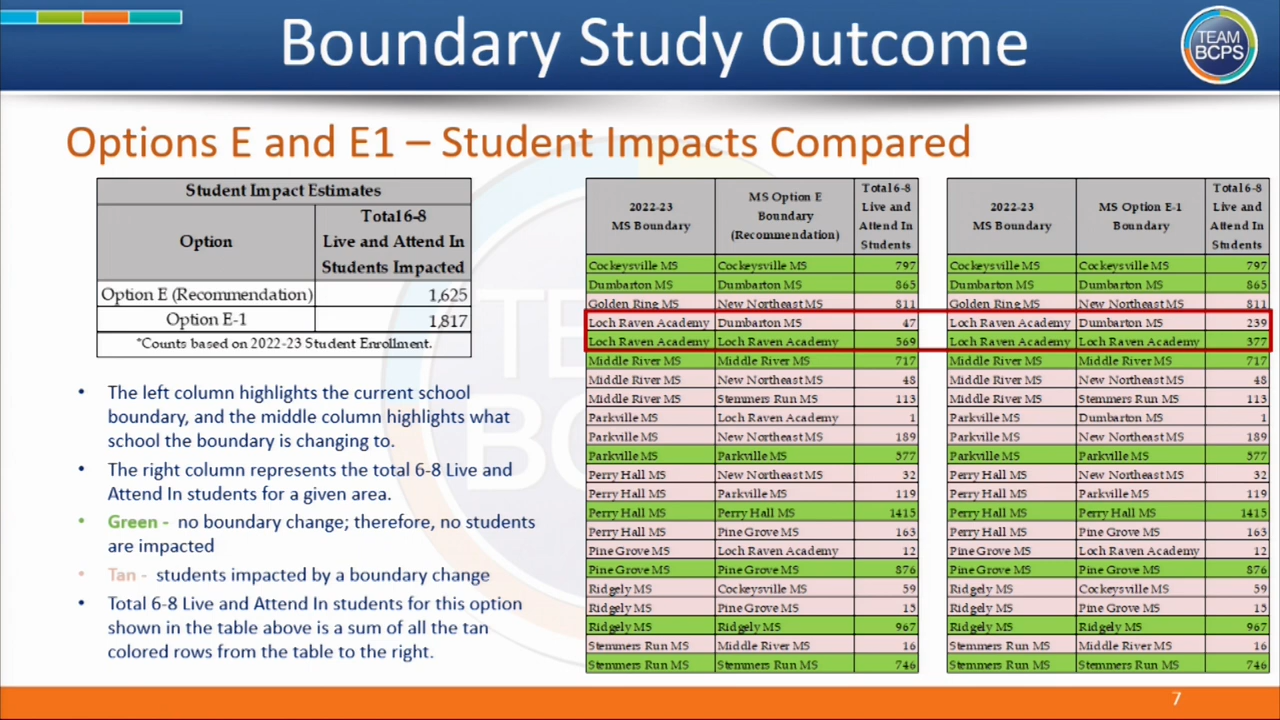 Boundary Study Outcome
TEAM
BCPS
Options E and E1 – Student Impacts Compared
Student Impact Estimates
Option
Total 6-8
Live and Attend In
Students Impacted
Option E (Recommendation) 1,625
Option E-1 1,817
*Counts based on 2022-23 Student Enrollment.
• The left column highlights the current school
boundary, and the middle column highlights what
school the boundary is changing to.
• The right column represents the total 6-8 Live and
Attend In students for a given area.
• Green - no boundary change; therefore, no students
are impacted
• Tan - students impacted by a boundary change
• Total 6-8 Live and Attend In students for this option
shown in the table above is a sum of all the tan
colored rows from the table to the right.
2022-23
MS Boundary
MS Option E
Boundary
(Recommendation)
Total 6-8
Live and
Attend In
Students
Cockeysville MS Cockeysville MS 797
Dumbarton MS Dumbarton MS 865
Golden Ring MS New Northeast MS 811
Loch Raven Academy Dumbarton MS 47
Loch Raven Academy Loch Raven Academy 569
Middle River MS Middle River MS 717
Middle River MS New Northeast MS 48
Middle River MS Stemmers Run MS 113
Parkville MS Loch Raven Academy 1
Parkville MS New Northeast MS 189
Parkville MS Parkville MS 577
Perry Hall MS New Northeast MS 32
Perry Hall MS Parkville MS 119
Perry Hall MS Perry Hall MS 1415
Perry Hall MS Pine Grove MS 163
Pine Grove MS Loch Raven Academy 12
Pine Grove MS Pine Grove MS 876
Ridgely MS Cockeysville MS 59
Ridgely MS Pine Grove MS 15
Ridgely MS Ridgely MS 967
Stemmers Run MS Middle River MS 16
Stemmers Run MS Stemmers Run MS 746
2022-23
MS Boundary
MS Option E-1
Boundary
Total 6-8
Live and
Attend In
Students
Cockeysville MS Cockeysville MS 797
Dumbarton MS Dumbarton MS 865
Golden Ring MS New Northeast MS 811
Loch Raven Academy Dumbarton MS 239
Loch Raven Academy Loch Raven Academy 377
Middle River MS Middle River MS 717
Middle River MS New Northeast MS 48
Middle River MS Stemmers Run MS 113
Parkville MS Dumbarton MS 1
Parkville MS New Northeast MS 189
Parkville MS Parkville MS 577
Perry Hall MS New Northeast MS 32
Perry Hall MS Parkville MS 119
Perry Hall MS Perry Hall MS 1415
Perry Hall MS Pine Grove MS 163
Pine Grove MS Loch Raven Academy 12
Pine Grove MS Pine Grove MS 876
Ridgely MS Cockeysville MS 59
Ridgely MS Pine Grove MS 15
Ridgely MS Ridgely MS 967
Stemmers Run MS Middle River MS 16
Stemmers Run MS Stemmers Run MS 746
7